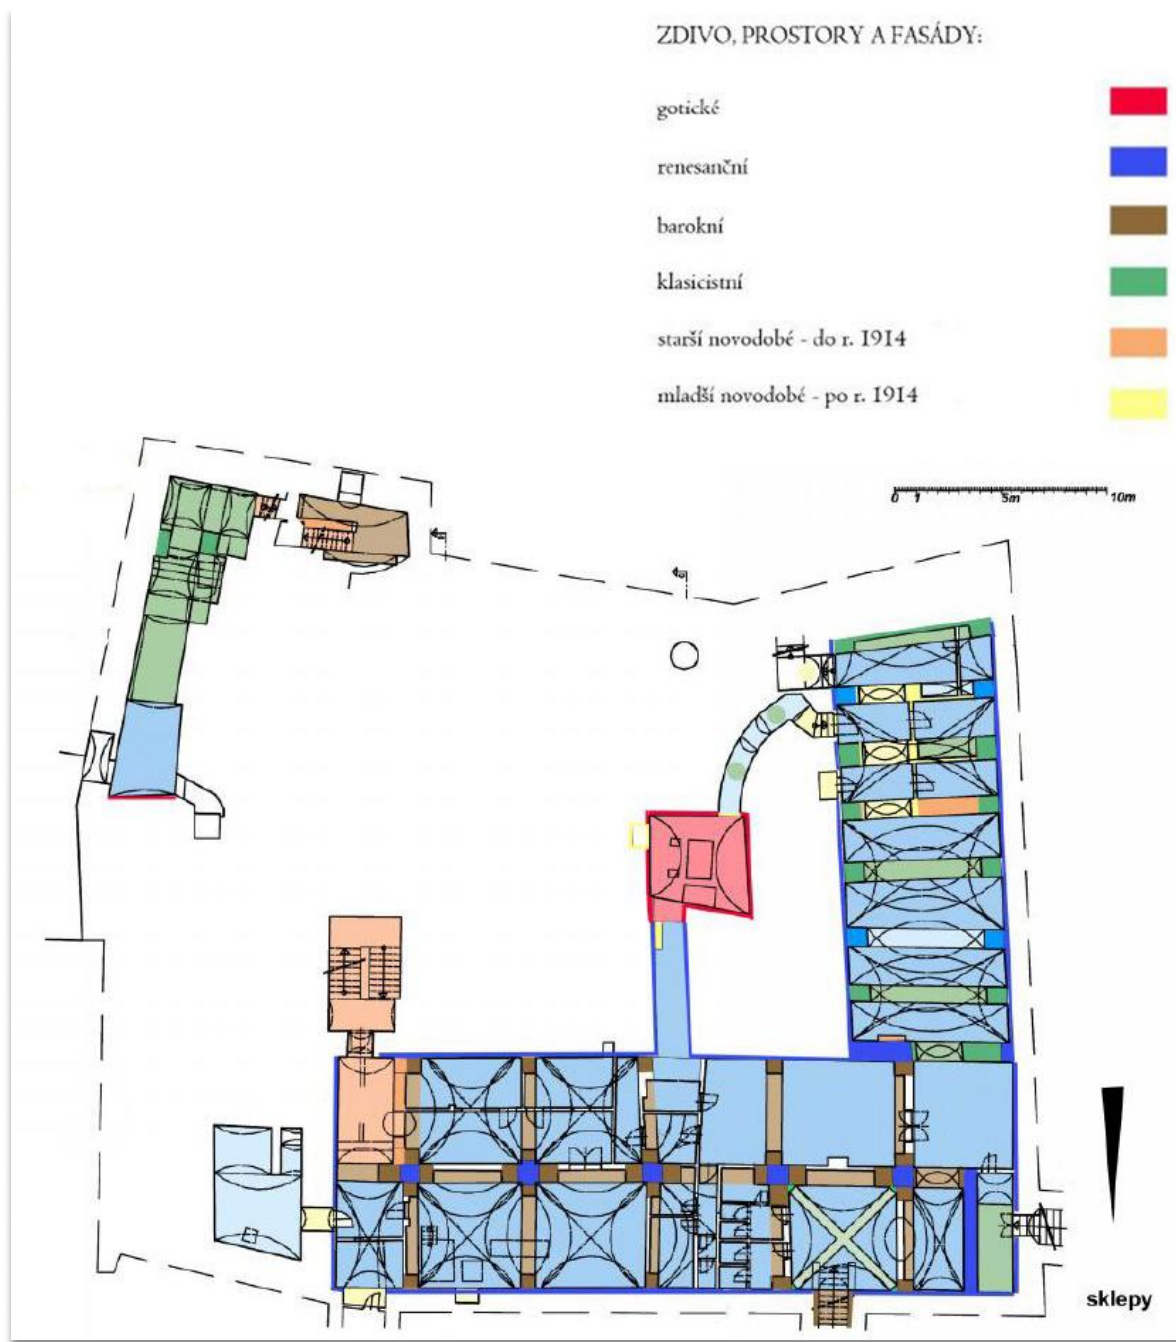 ZDIVO, PROSTORY A FASÁDY:
gotické
renesanční
barokní
klasicistní
starší novodobé - do r. 1914
mladší novodobé - po r. 1914
0 1 5m 10m
sklepy